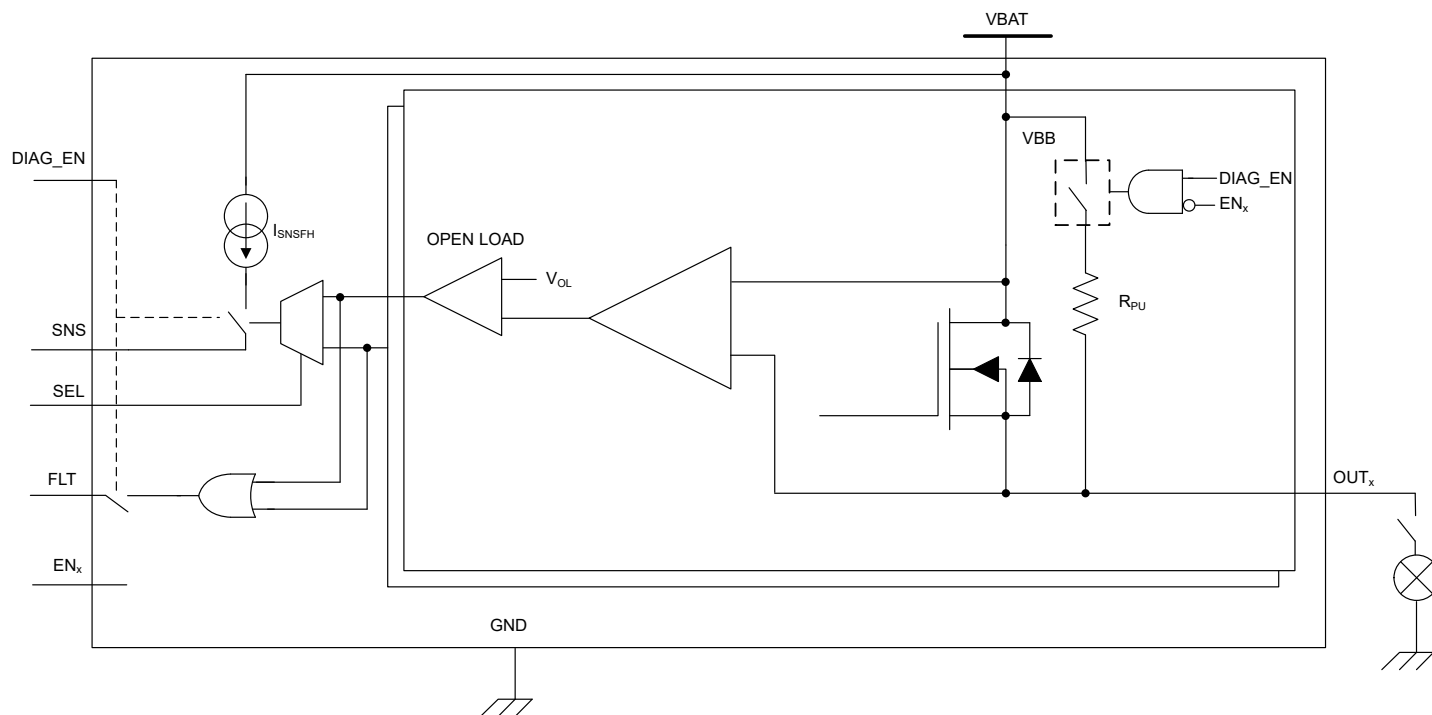 VBAT
VBB
DIAG_EN
DIAG_EN
ENx
ISNSFH
OPEN LOAD
VOL
RPU
SNS
SEL
FLT
OUTx
ENx
GND